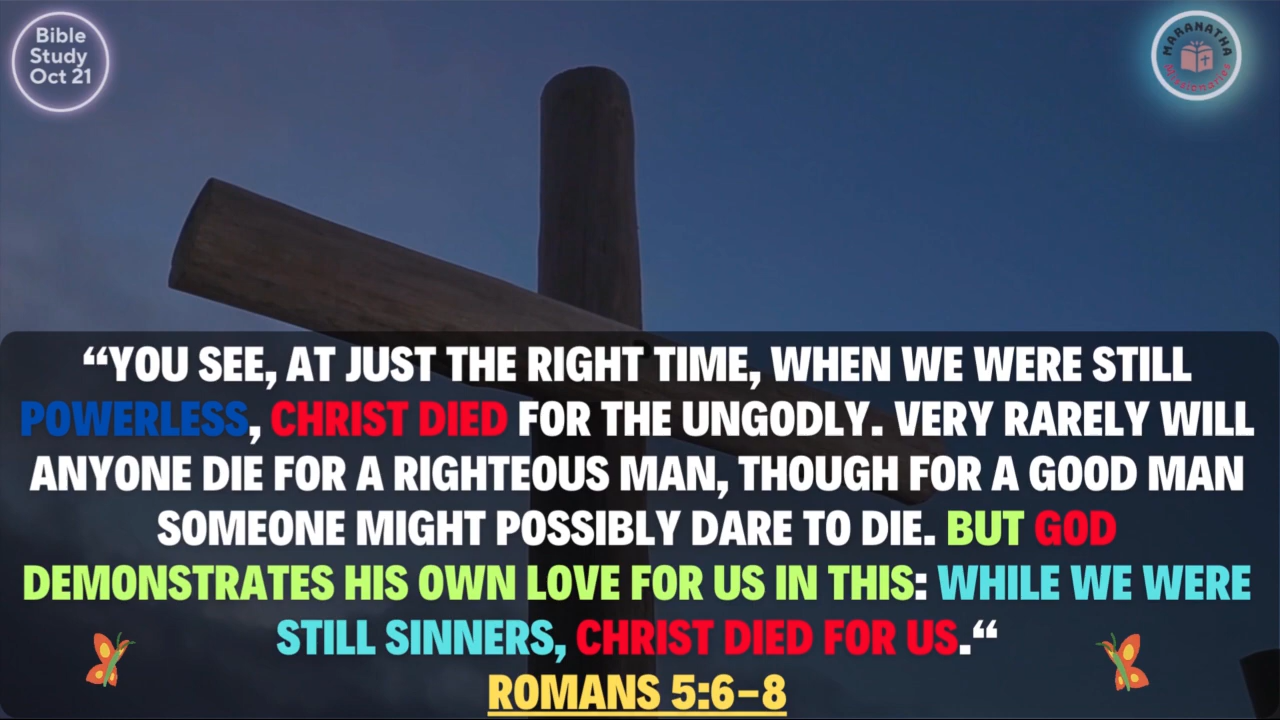 Bible
Study
Oct 21
MARANATHA
Missionaries
“YOU SEE, AT JUST THE RIGHT TIME, WHEN WE WERE STILL
POWERLESS, CHRIST DIED FOR THE UNGODLY. VERY RARELY WILL
ANYONE DIE FOR A RIGHTEOUS MAN, THOUGH FOR A GOOD MAN
SOMEONE MIGHT POSSIBLY DARE TO DIE. BUT GOD
DEMONSTRATES HIS OWN LOVE FOR US IN THIS: WHILE WE WERE
STILL SINNERS, CHRIST DIED FOR US.“
ROMANS 5:6–8